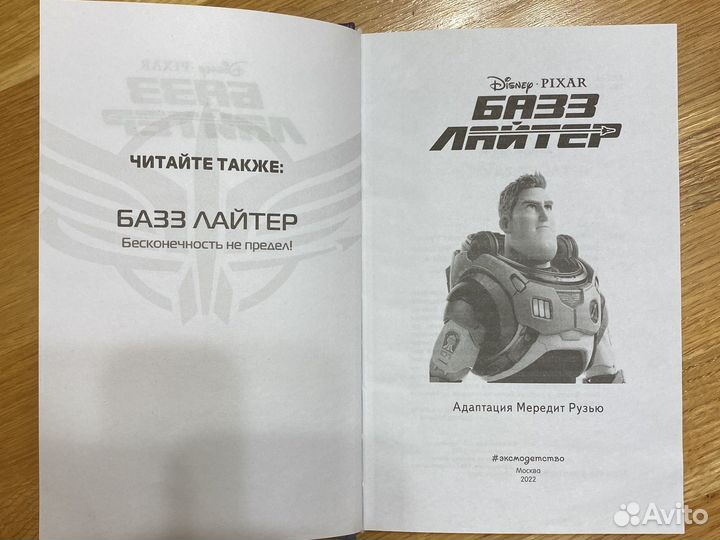 ЧИТАЙТЕ ТАКЖЕ:
БАЗЗ ЛАЙТЕР
Бесконечность не предел!
Disney · PIXAR
БАЗЗ
ЛАЙТЕР
Адаптация Мередит Рузью
#эксмодетство
Москва
2022
Avito